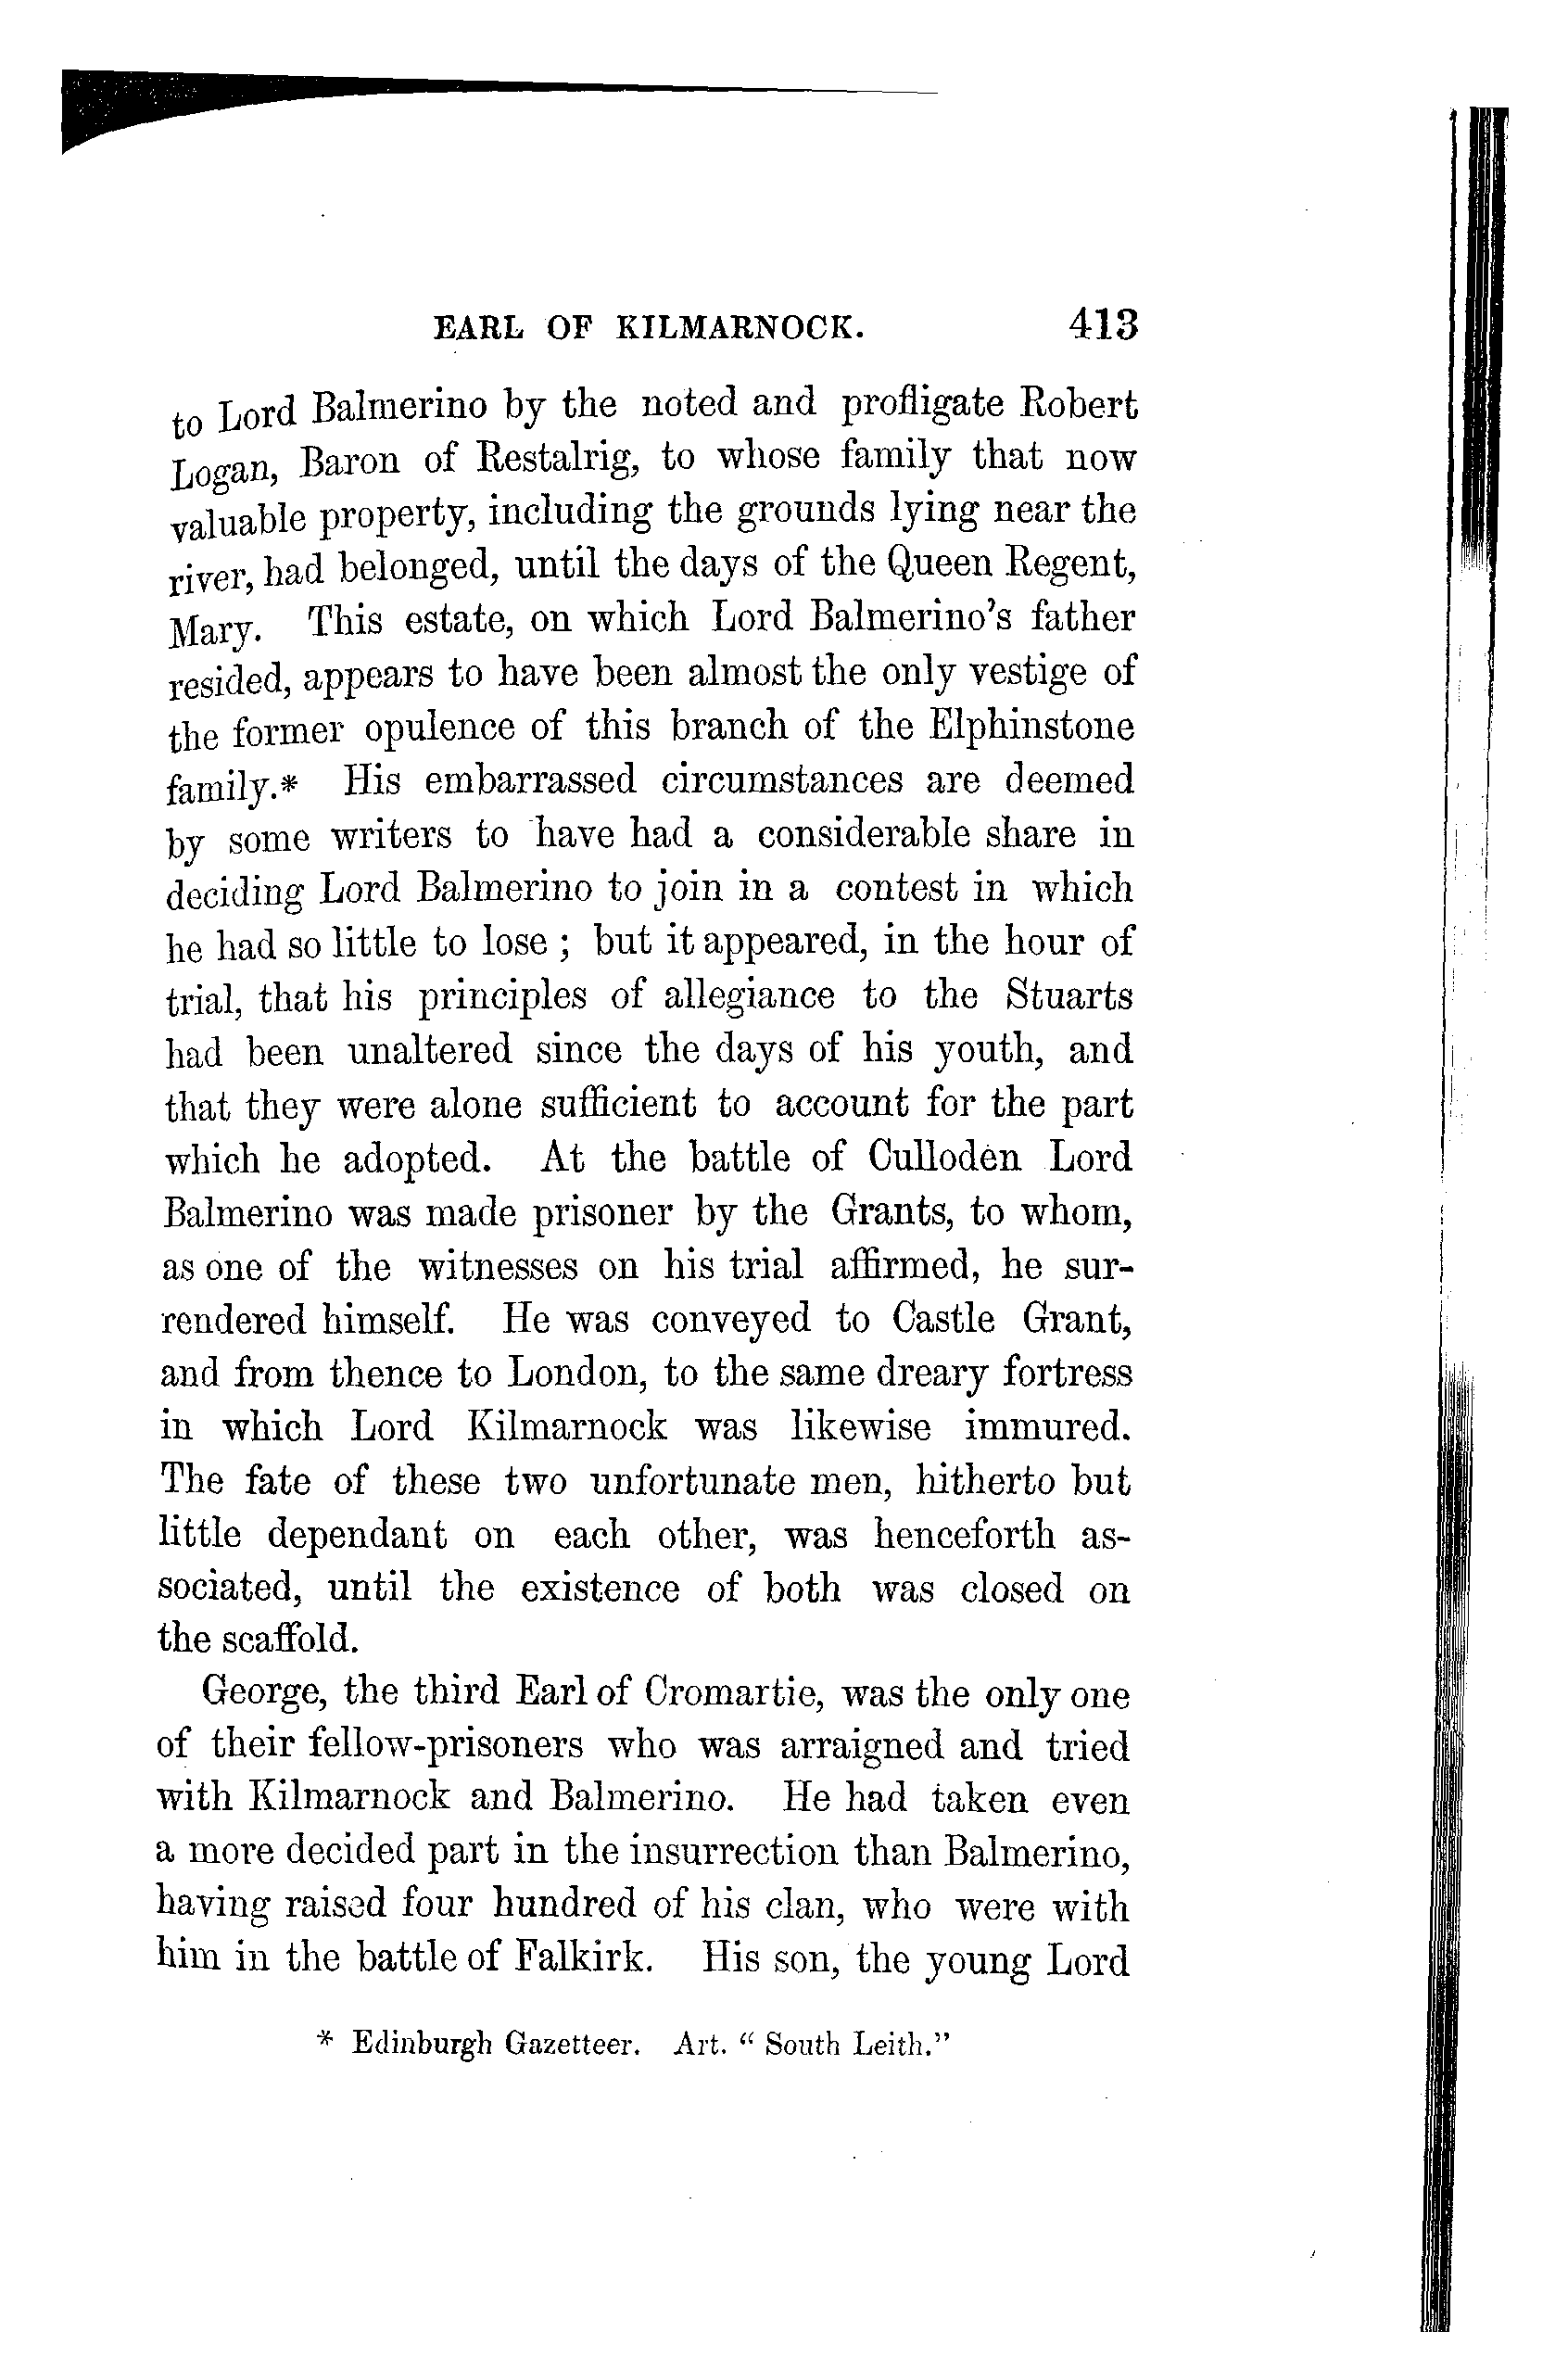 EARL OF KILMARNOCK. 413
to Lord Balmerino by the noted and profligate Robert
Logan, Baron of Restalrig, to whose family that now
valuable property, including the grounds lying near the
river, had belonged, until the days of the Queen Regent,
Mary. This estate, on which Lord Balmerino's father
resided, appears to have been almost the only vestige of
the former opulence of this branch of the Elphinstone
family.* His embarrassed circumstances are deemed
by some writers to have had a considerable share in
deciding Lord Balmerino to join in a contest in which
he had so little to lose ; but it appeared, in the hour of
trial, that his principles of allegiance to the Stuarts
had been unaltered since the days of his youth, and
that they were alone sufficient to account for the part
which he adopted. At the battle of Culloden Lord
Balmerino was made prisoner by the Grants, to whom,
as one of the witnesses on his trial affirmed, he sur-
rendered himself. He was conveyed to Castle Grant,
and from thence to London, to the same dreary fortress
in which Lord Kilmarnock was likewise immured.
The fate of these two unfortunate men, hitherto but
little dependant on each other, was henceforth as-
sociated, until the existence of both was closed on
the scaffold.
George, the third Earl of Cromartie, was the only one
of their fellow-prisoners who was arraigned and tried
with Kilmarnock and Balmerino. He had taken even
a more decided part in the insurrection than Balmerino,
having raised four hundred of his clan, who were with
him in the battle of Falkirk. His son, the young Lord
* Edinburgh Gazetteer. Art. " South Leith."